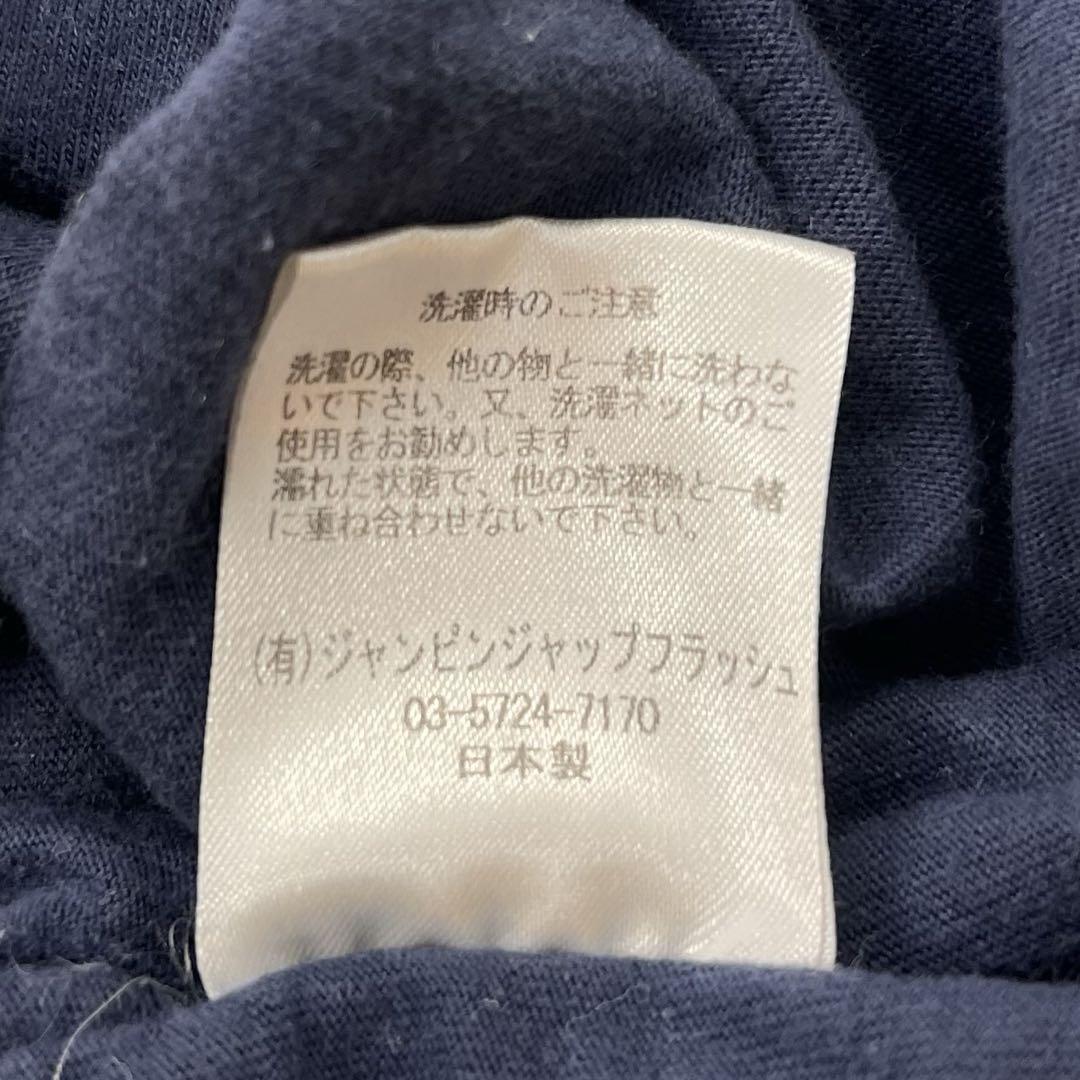 洗濯時のご注意
洗濯の際、他の物と一緒に洗わな
いで下さい。又、洗濯ネットのご
使用をお勧めします。
濡れた状態で、他の洗濯物と一緒
に重ね合わせないで下さい。
(有)ジャンピンジャップフラッシュ
03-5724-7170
日本製